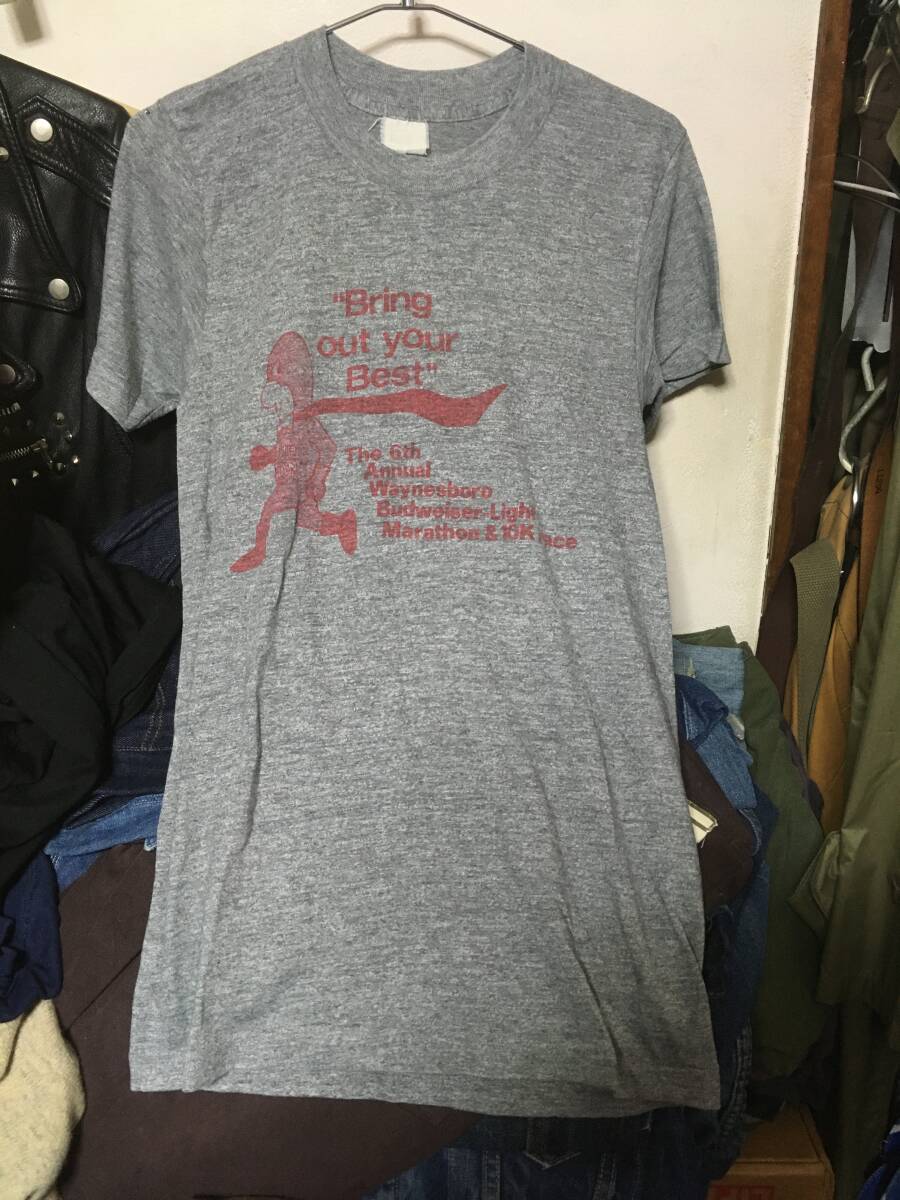 "Bring
out your
Best"
The 6th
Annual
Waynesboro
Budweiser-Light
Marathon & 10K race